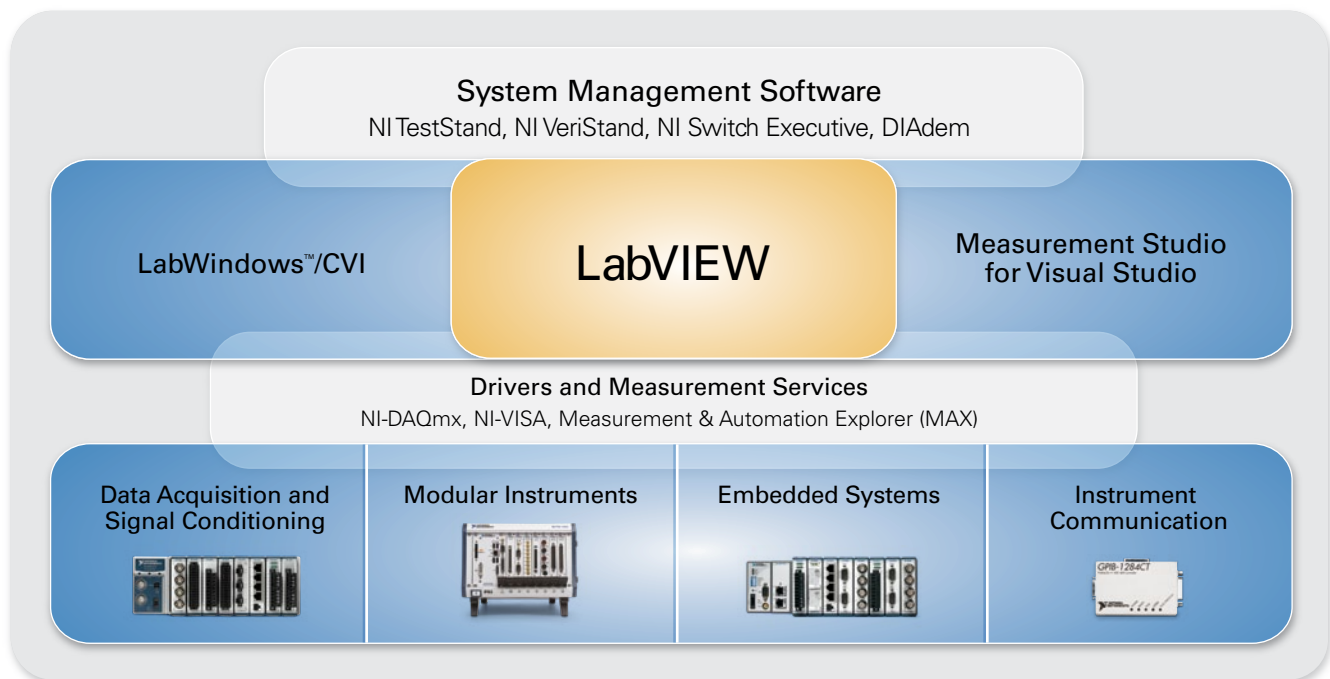 System Management Software
NI TestStand, NI VeriStand, NI Switch Executive, DIAdem
LabWindows™/CVI
LabVIEW
Measurement Studio
for Visual Studio
Drivers and Measurement Services
NI-DAQmx, NI-VISA, Measurement & Automation Explorer (MAX)
Data Acquisition and
Signal Conditioning
Modular Instruments
Embedded Systems
Instrument
Communication
GPIB-1284CT